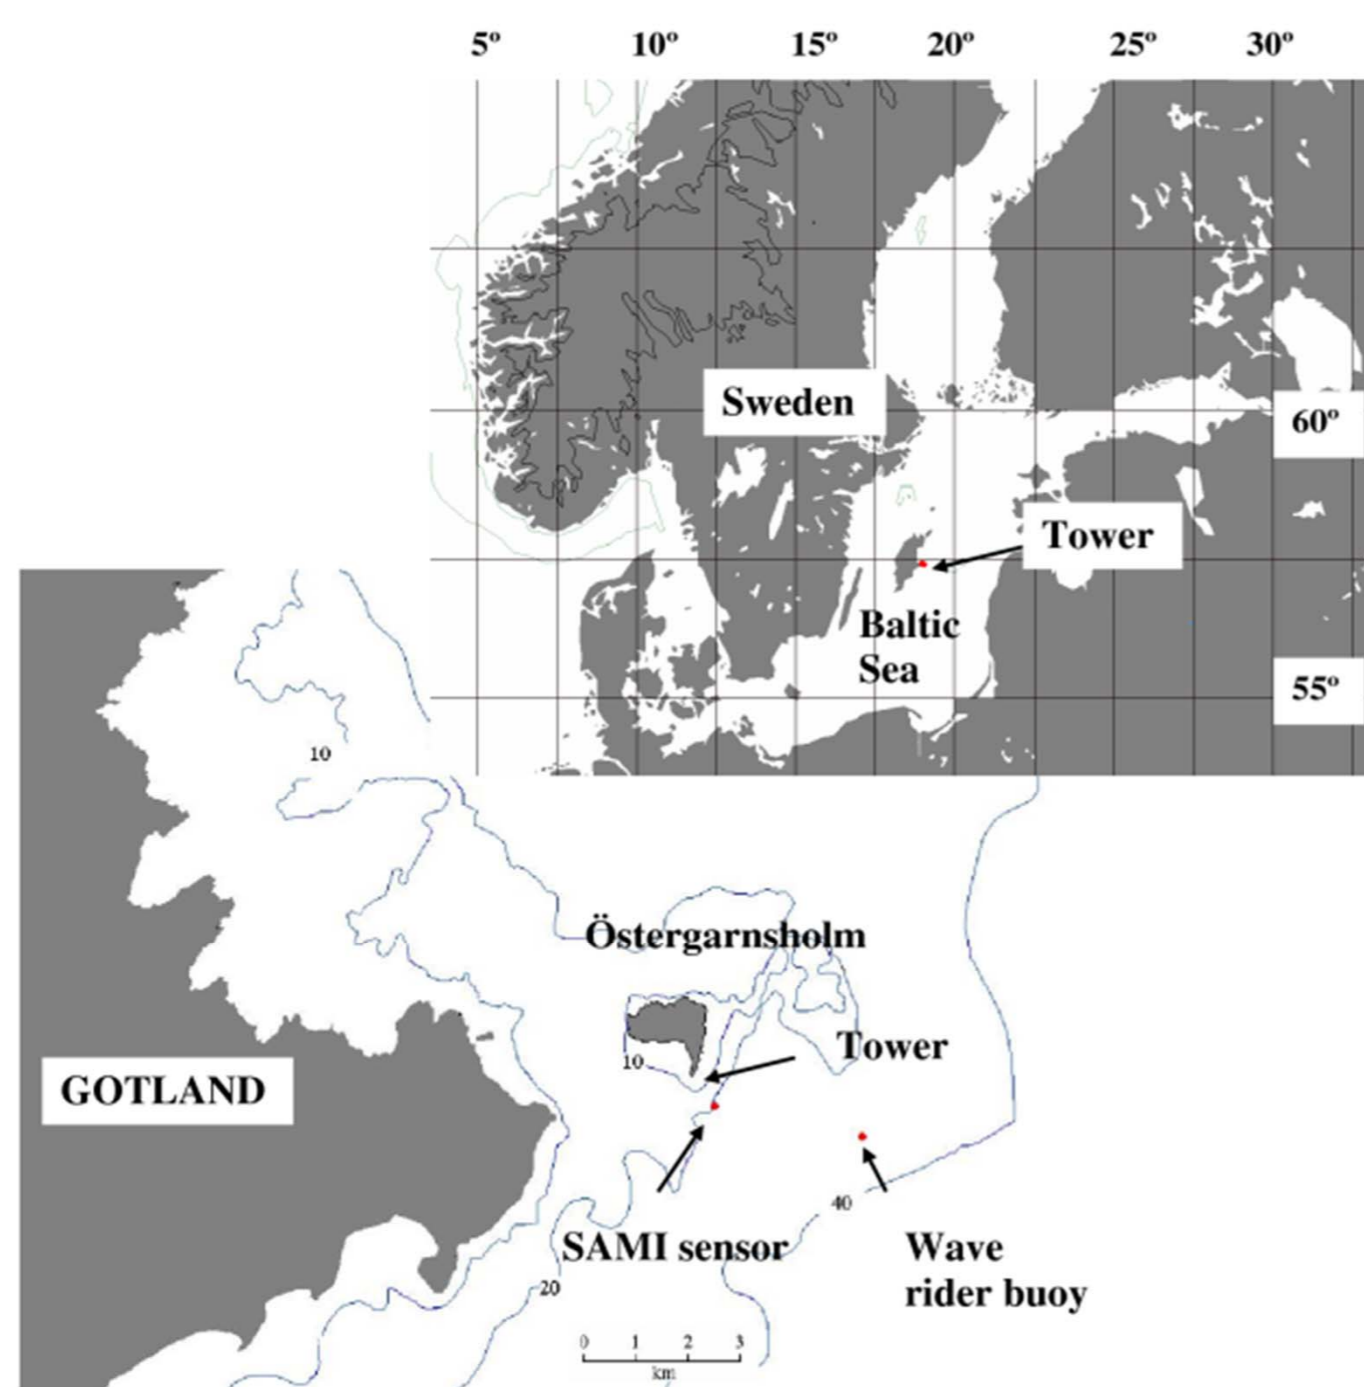 5º 10º 15º 20º 25º 30º
Sweden
60º
Tower
Baltic
Sea
55º
10
Östergarnsholm
Tower
10
GOTLAND
40
SAMI sensor
Wave
rider buoy
20
0 1 2 3
km